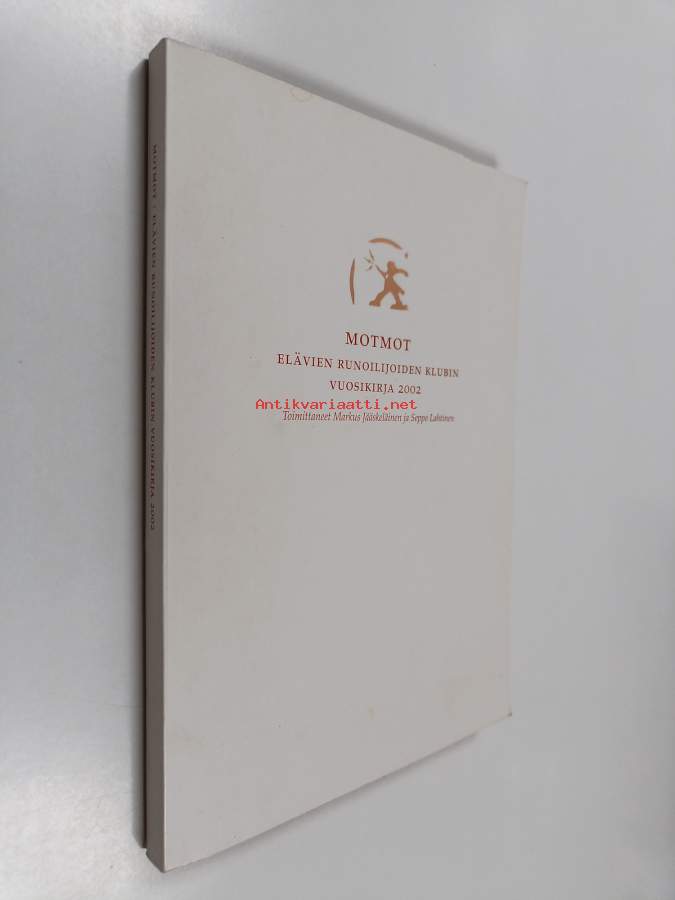 MOTMOT : ELÄVIEN RUNOILIJOIDEN KLUBIN VUOSIKIRJA 2002
MOTMOT
ELÄVIEN RUNOILIJOIDEN KLUBIN
VUOSIKIRJA 2002
Antikvariaatti.net
Toimittaneet Markus Jääskeläinen ja Seppo Lahtinen